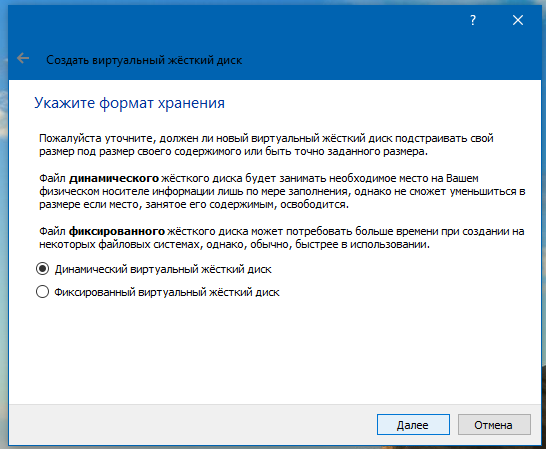 ?
Создать виртуальный жёсткий диск
Укажите формат хранения
Пожалуйста уточните, должен ли новый виртуальный жёсткий диск подстраивать свой
размер под размер своего содержимого или быть точно заданного размера.
Файл динамического жёсткого диска будет занимать необходимое место на Вашем
физическом носителе информации лишь по мере заполнения, однако не сможет уменьшиться в
размере если место, занятое его содержимым, освободится.
Файл фиксированного жёсткого диска может потребовать больше времени при создании на
некоторых файловых системах, однако, обычно, быстрее в использовании.
Динамический виртуальный жёсткий диск
Фиксированный виртуальный жёсткий диск
Далее
Отмена